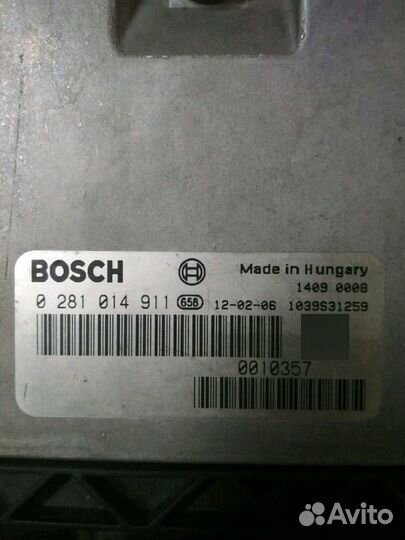 BOSCH
Made in Hungary
1409 0008
0 281 014 911 658 12-02-06 1039S31259
0010357
Avito